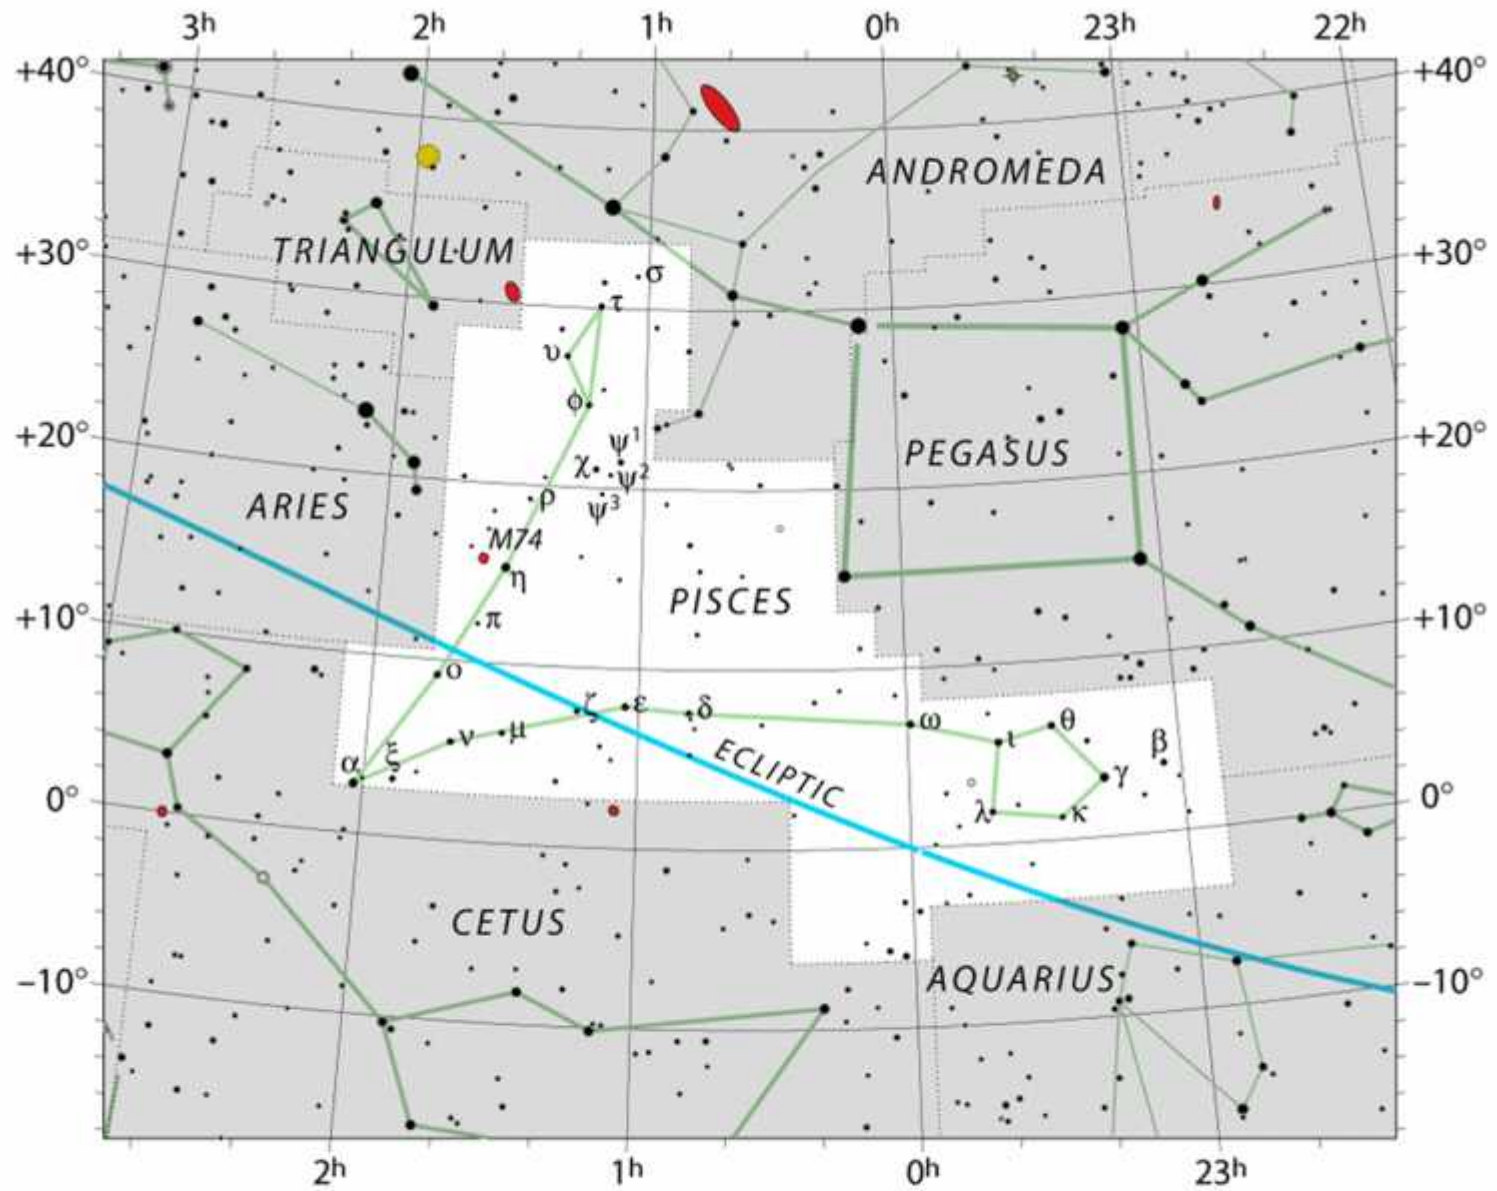 3h 2h 1h 0h 23h 22h
+40° +40°
ANDROMEDA
+30° TRIANGULUM +30°
σ
τ
υ
ϕ
+20° +20°
ψ1
PEGASUS
χ ψ2
ρ ψ3
ARIES
M74
η
PISCES
+10° π +10°
ο
ζ ε δ
ω θ
ν μ ι β
α ξ ECLIPTIC γ
0° λ κ 0°
CETUS
–10° AQUARIUS –10°
2h 1h 0h 23h